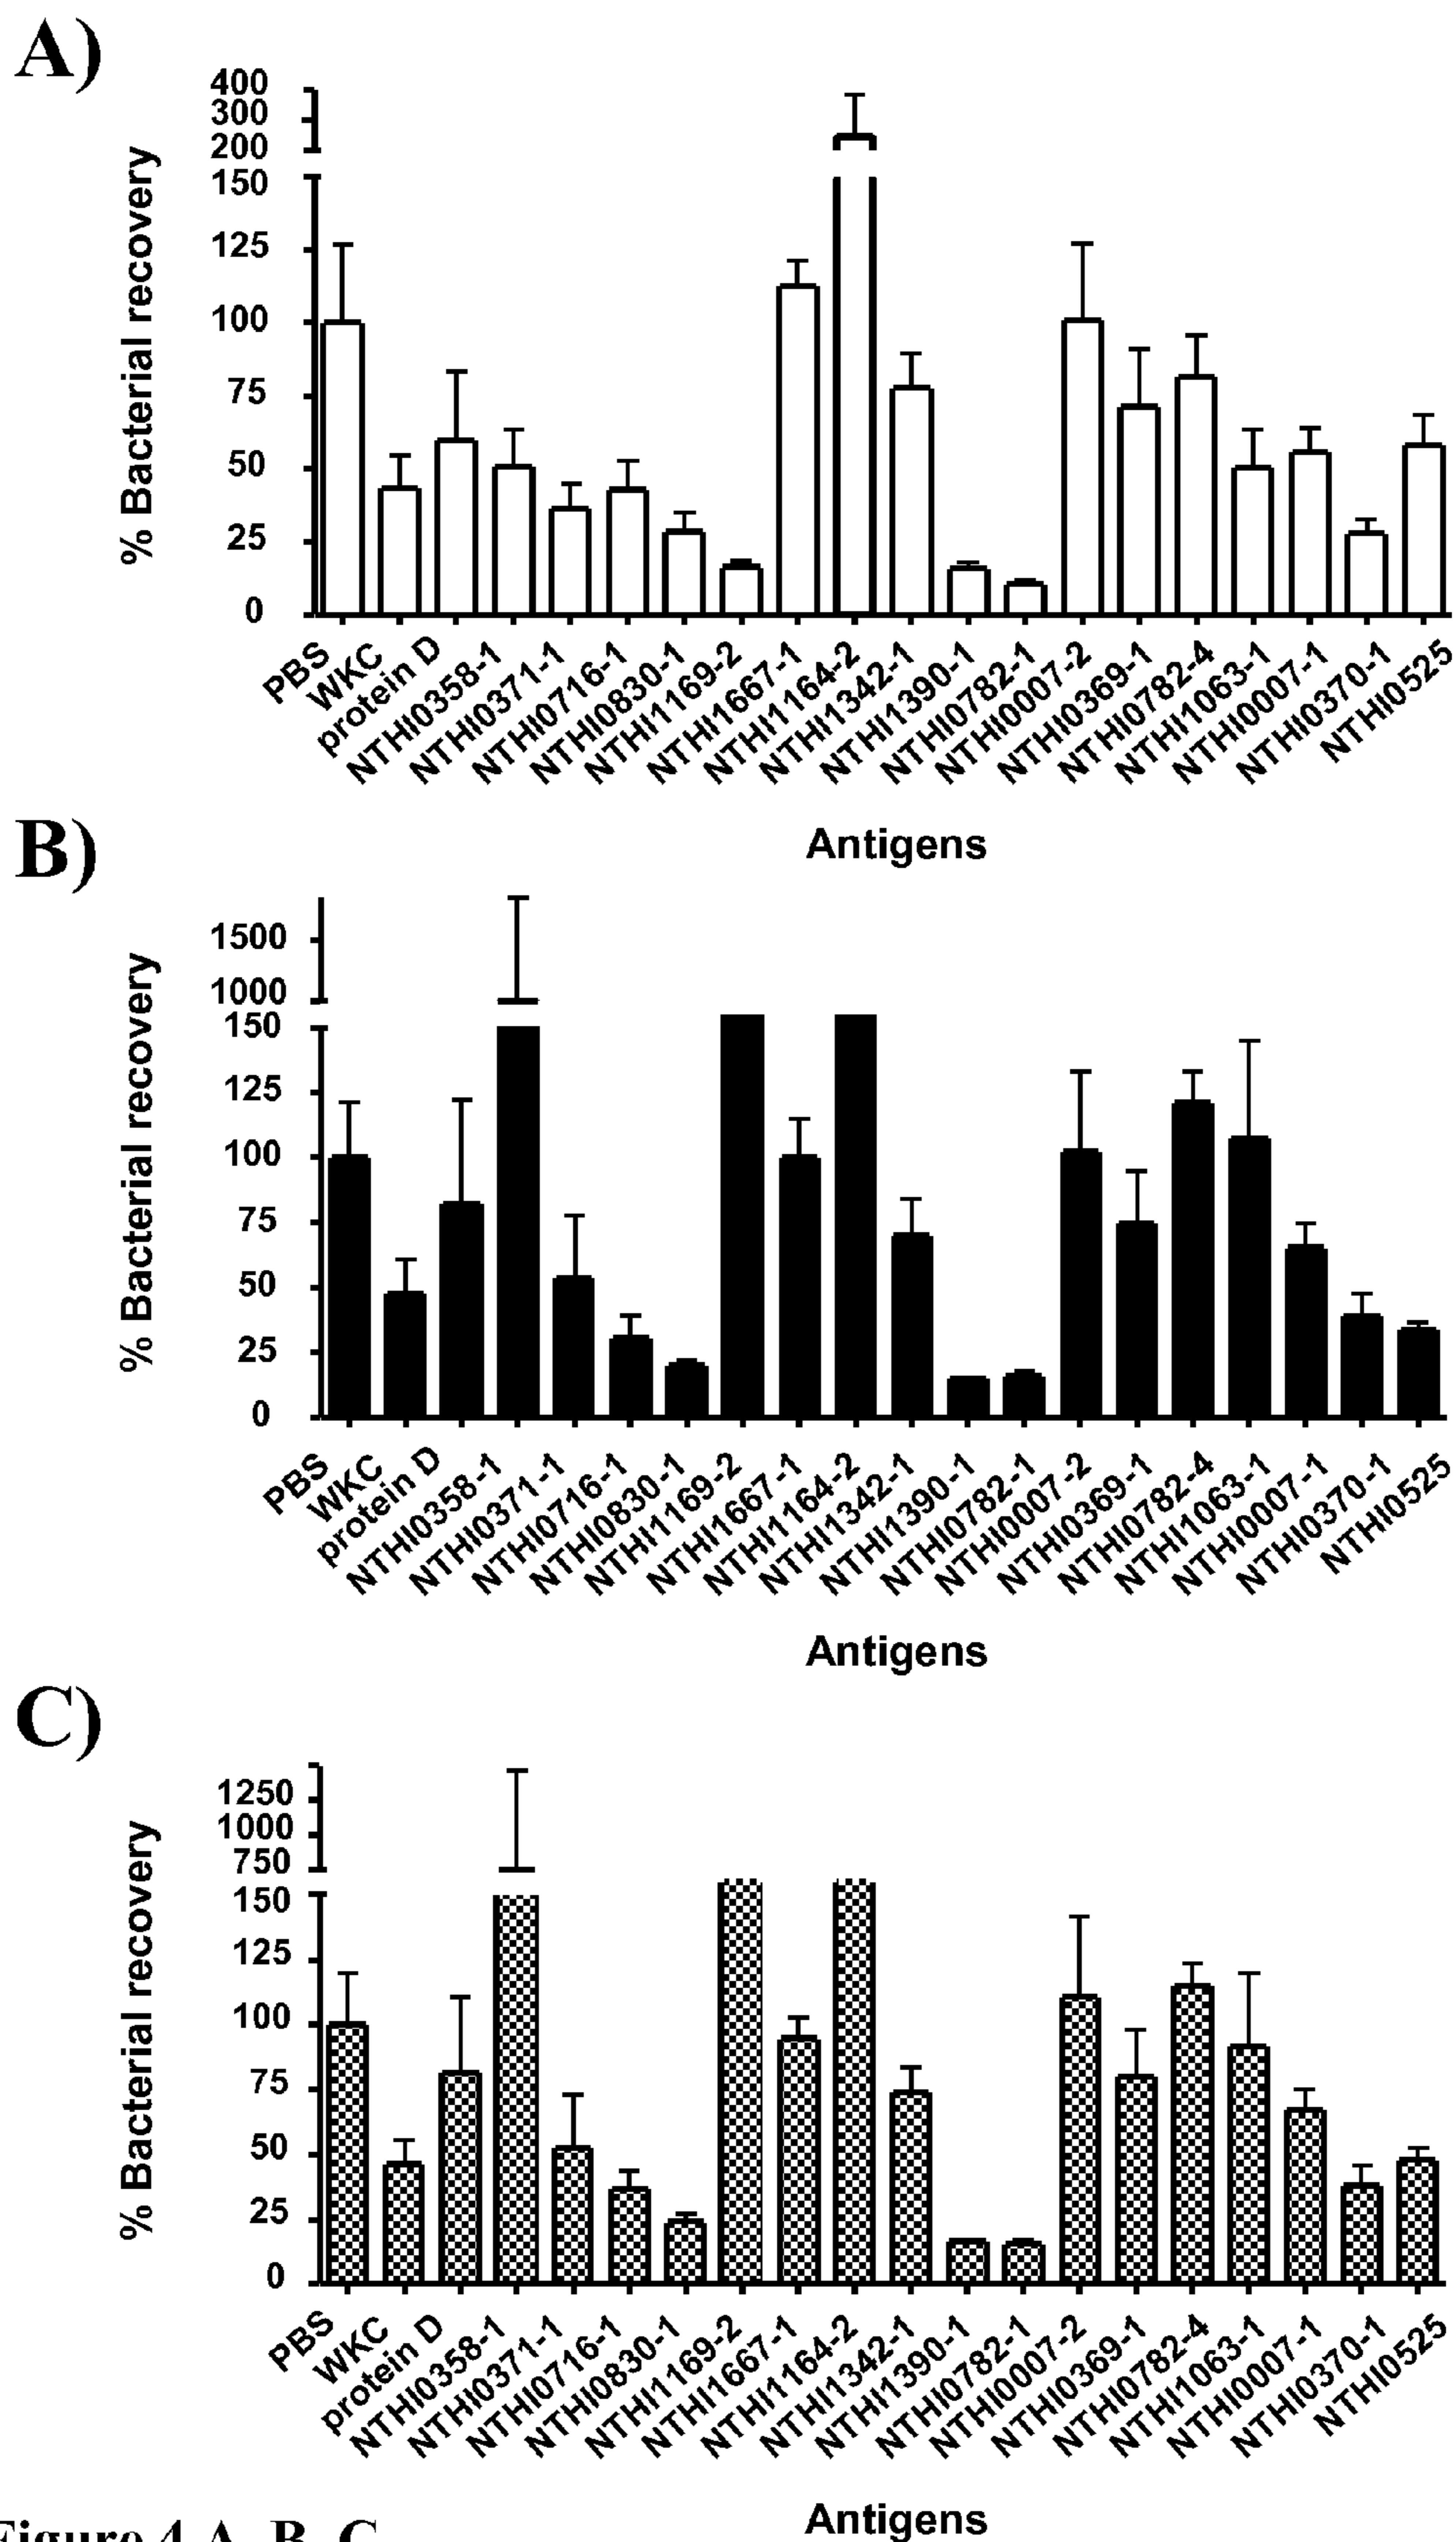 A)
400
300
200
150
125
100
75
50
25
0
% Bacterial recovery
PBS
WKC
protein D
NTHI0358-1
NTHI0371-1
NTHI0716-1
NTHI0830-1
NTHI1169-2
NTHI1667-1
NTHI1164-2
NTHI1342-1
NTHI1390-1
NTHI0782-1
NTHI0007-2
NTHI0369-1
NTHI0782-4
NTHI1063-1
NTHI0007-1
NTHI0370-1
NTHI0525
Antigens
B)
1500
1000
150
125
100
75
50
25
0
% Bacterial recovery
PBS
WKC
protein D
NTHI0358-1
NTHI0371-1
NTHI0716-1
NTHI0830-1
NTHI1169-2
NTHI1667-1
NTHI1164-2
NTHI1342-1
NTHI1390-1
NTHI0782-1
NTHI0007-2
NTHI0369-1
NTHI0782-4
NTHI1063-1
NTHI0007-1
NTHI0370-1
NTHI0525
Antigens
C)
1250
1000
750
150
125
100
75
50
25
0
% Bacterial recovery
PBS
WKC
protein D
NTHI0358-1
NTHI0371-1
NTHI0716-1
NTHI0830-1
NTHI1169-2
NTHI1667-1
NTHI1164-2
NTHI1342-1
NTHI1390-1
NTHI0782-1
NTHI0007-2
NTHI0369-1
NTHI0782-4
NTHI1063-1
NTHI0007-1
NTHI0370-1
NTHI0525
Antigens
Figure 4 A, B, C